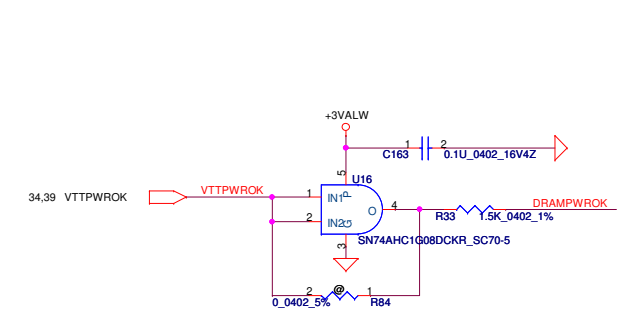 +3VALW
1
2
C163
0.1U_0402_16V4Z
5
U16
34,39 VTTPWROK
VTTPWROK
1
IN1
P
2
IN2
G
O
4
DRAMPWROK
R33
1.5K_0402_1%
SN74AHC1G08DCKR_SC70-5
3
2
@
1
0_0402_5%
R84